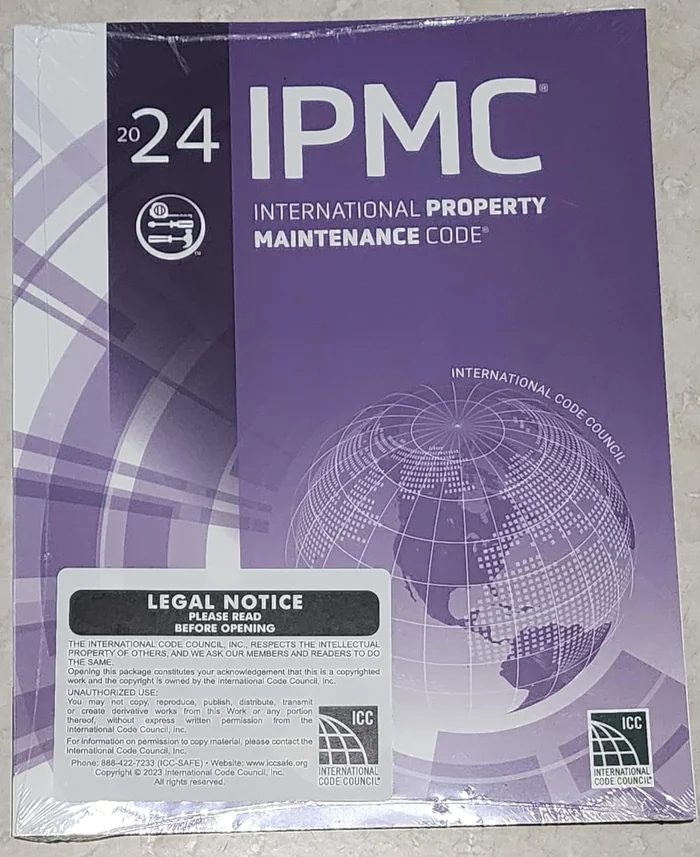 2024
IPMC®
INTERNATIONAL PROPERTY
MAINTENANCE CODE®
™
INTERNATIONAL CODE COUNCIL
LEGAL NOTICE
PLEASE READ
BEFORE OPENING
THE INTERNATIONAL CODE COUNCIL, INC., RESPECTS THE INTELLECTUAL
PROPERTY OF OTHERS, AND WE ASK OUR MEMBERS AND READERS TO DO
THE SAME.
Opening this package constitutes your acknowledgement that this is a copyrighted
work and the copyright is owned by the International Code Council, Inc.
UNAUTHORIZED USE:
You may not copy, reproduce, publish, distribute, transmit
or create derivative works from this Work or any portion
thereof, without express written permission from the
International Code Council, Inc.
For information on permission to copy material, please contact the
International Code Council, Inc.
Phone: 888-422-7233 (ICC-SAFE) • Website: www.iccsafe.org
Copyright © 2023 International Code Council, Inc.
All rights reserved.
ICC
INTERNATIONAL
CODE COUNCIL®
ICC
INTERNATIONAL
CODE COUNCIL®